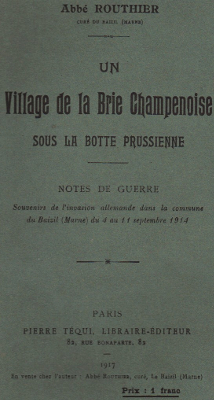 Abbé ROUTHIER
(CURÉ DU BAIZIL (MARNE)
UN
Village de la Brie Champenoise
SOUS LA BOTTE PRUSSIENNE
NOTES DE GUERRE
Souvenirs de l'invasion allemande dans la commune
du Baizil (Marne) du 4 au 11 septembre 1914
PARIS
PIERRE TÉQUI, LIBRAIRE-ÉDITEUR
82, RUE BONAPARTE, 82
1917
En vente chez l'auteur : Abbé ROUTHIER, curé, Le Baizil (Marne)
Prix : 1 franc